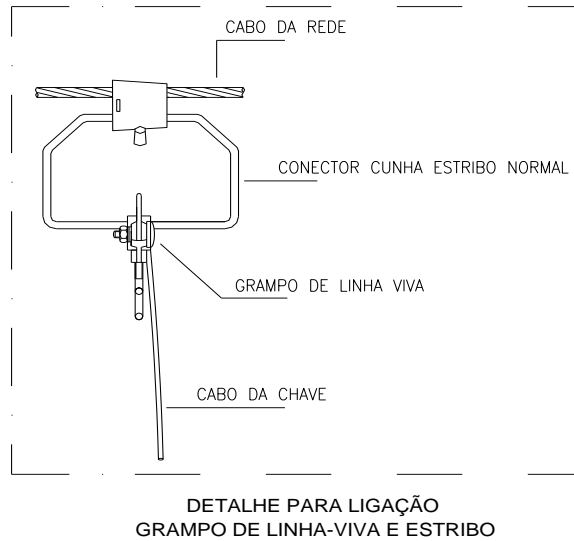 CABO DA REDE
CONECTOR CUNHA ESTRIBO NORMAL
GRAMPO DE LINHA VIVA
CABO DA CHAVE
DETALHE PARA LIGAÇÃO
GRAMPO DE LINHA-VIVA E ESTRIBO